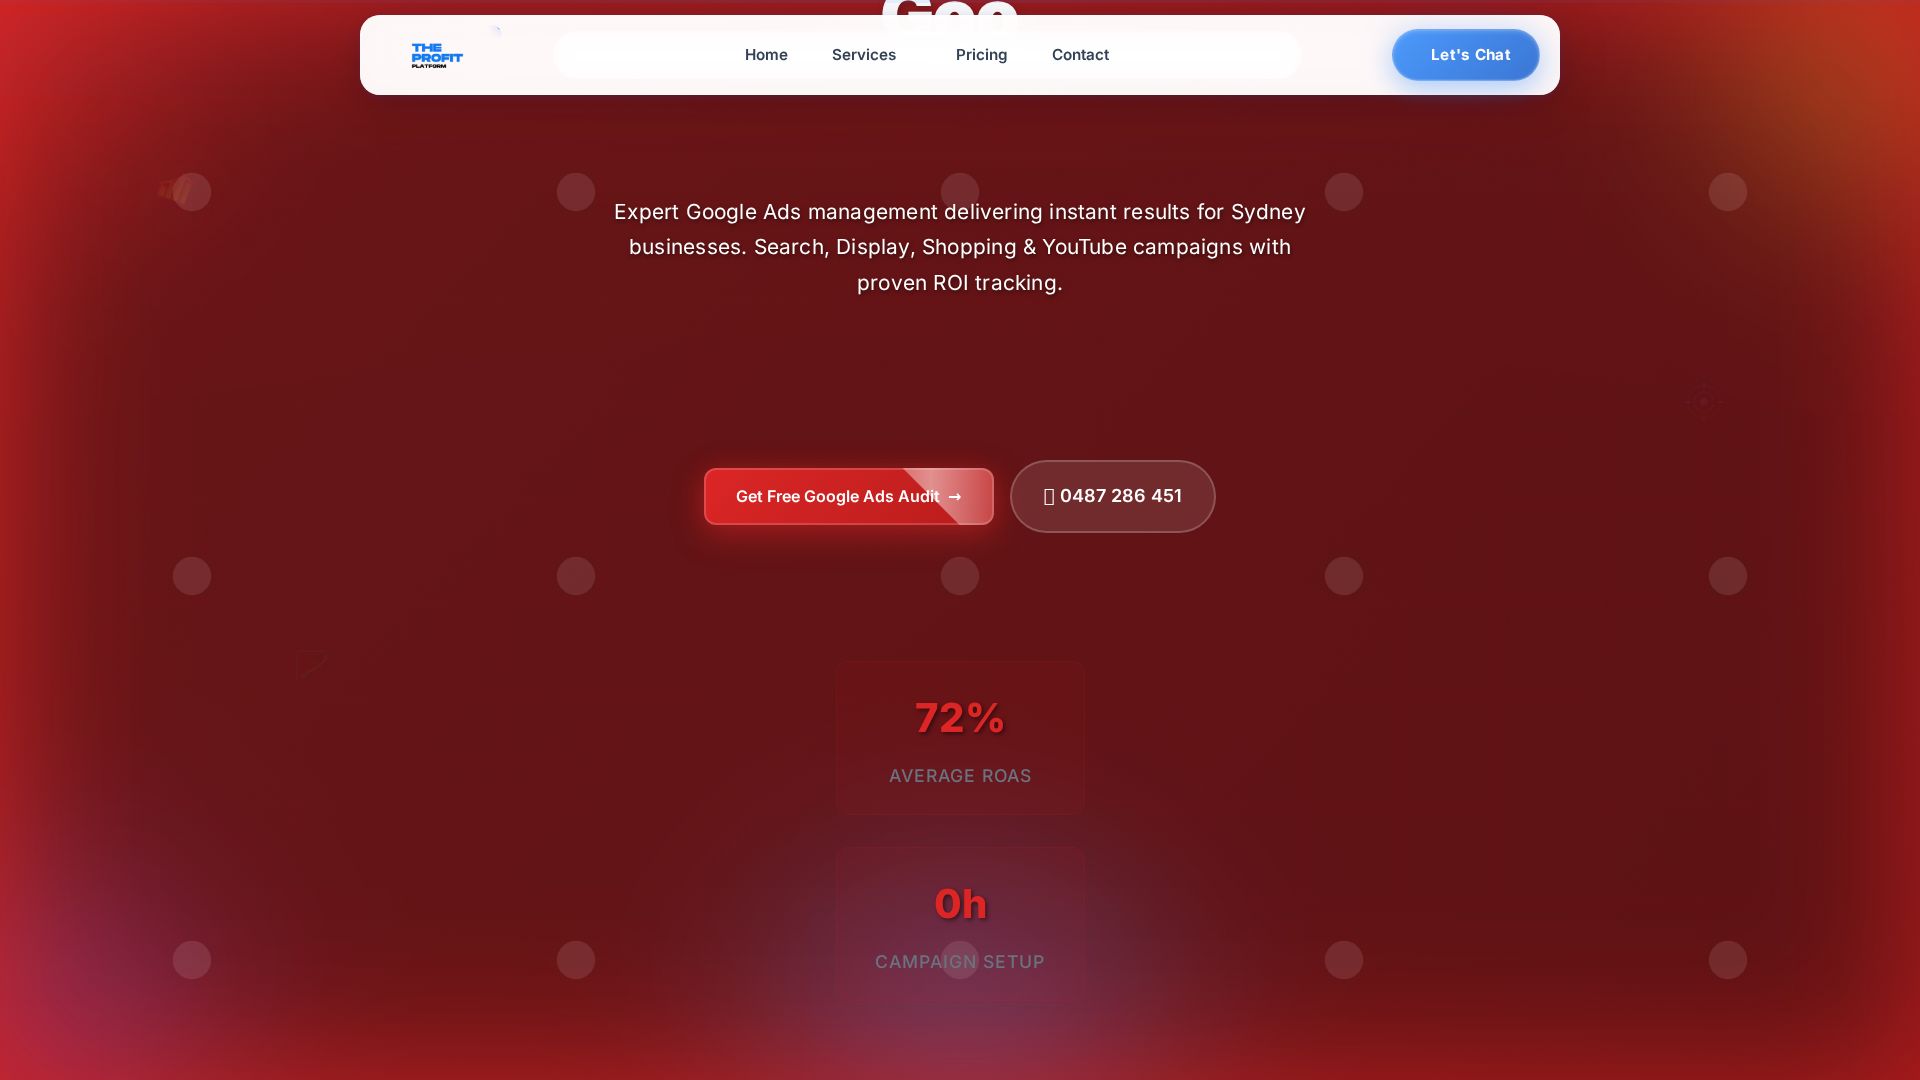 Goo
THE
PROFIT
PLATFORM
Home
Services
Pricing
Contact
Let's Chat
Expert Google Ads management delivering instant results for Sydney
businesses. Search, Display, Shopping & YouTube campaigns with
proven ROI tracking.
Get Free Google Ads Audit →
0487 286 451
72%
AVERAGE ROAS
0h
CAMPAIGN SETUP